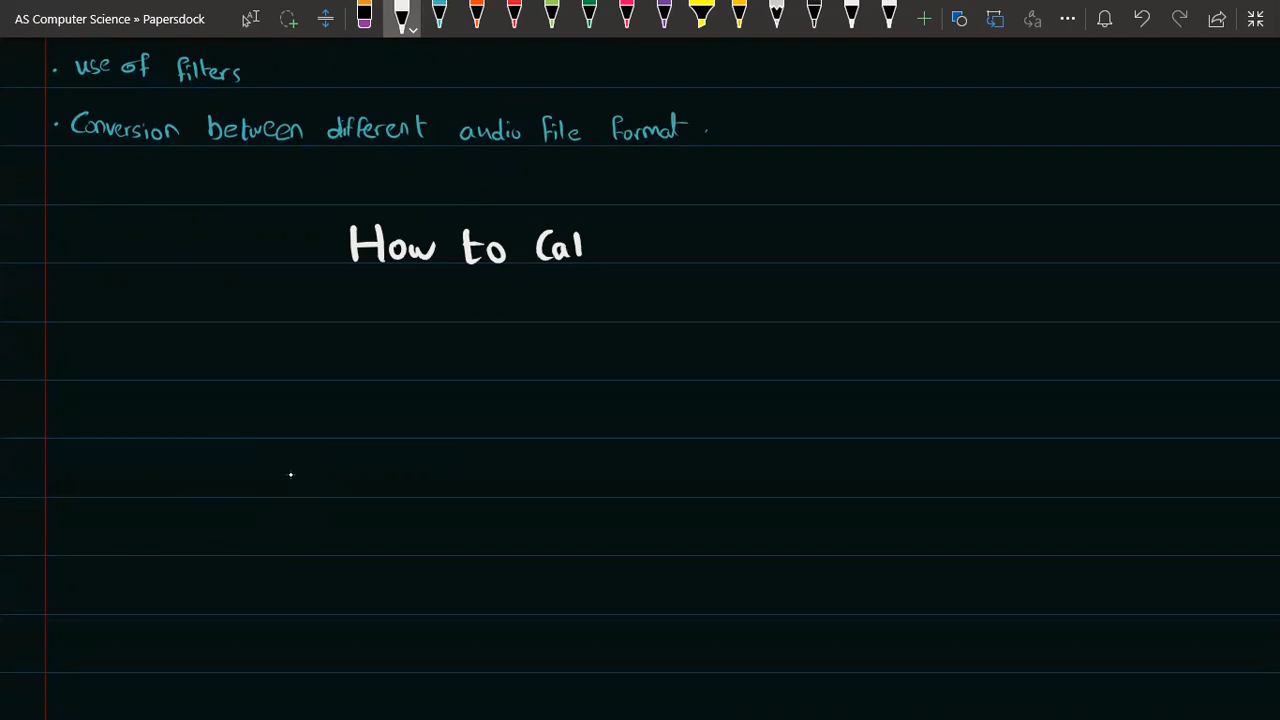 AS Computer Science » Papersdock
. use of filters
. Conversion between different audio file format .
How to Cal